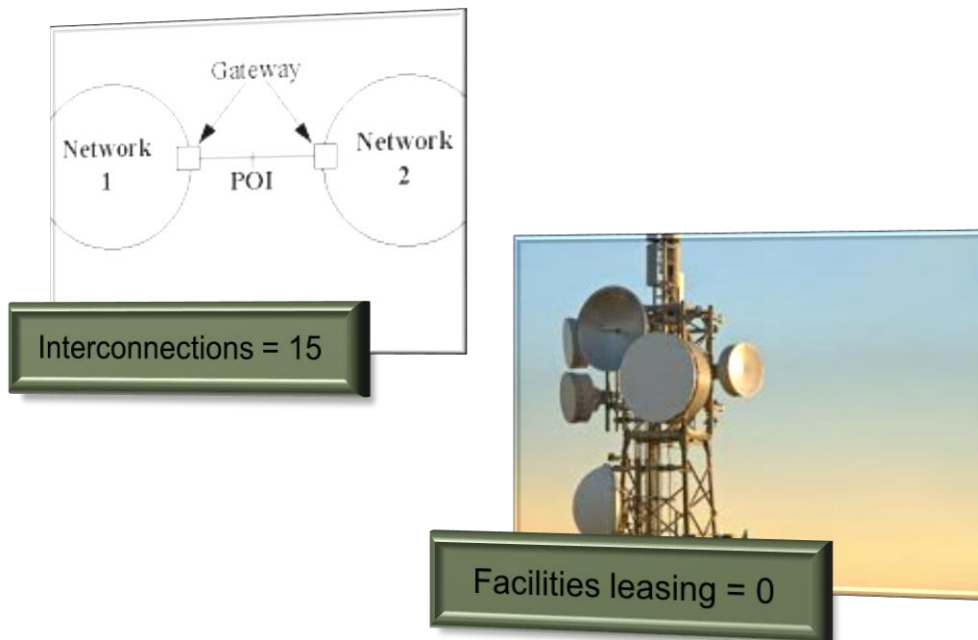 Gateway
Network
1
Network
2
POI
Interconnections = 15
Facilities leasing = 0